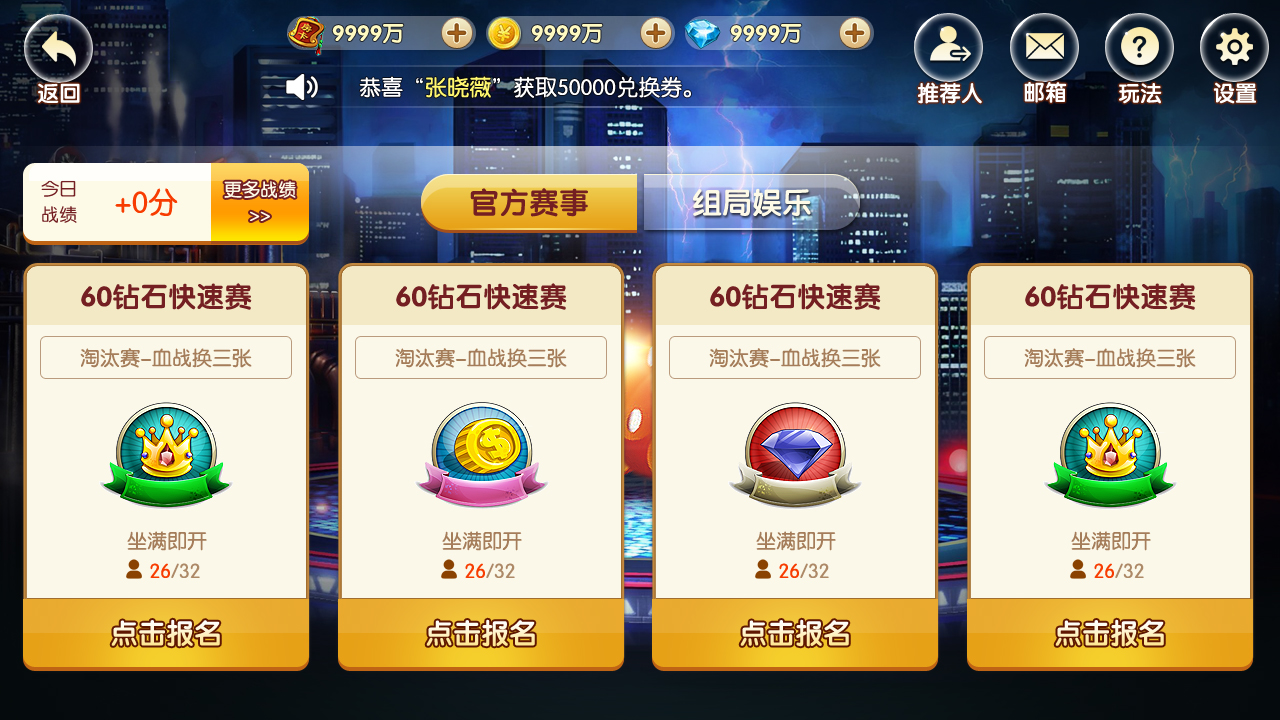 9999万
9999万
9999万
返回
恭喜“张晓薇”获取50000兑换券。
推荐人
邮箱
?
玩法
设置
今日
战绩
+0分
更多战绩
>>
官方赛事
组局娱乐
60钻石快速赛
淘汰赛-血战换三张
坐满即开
26/32
点击报名
60钻石快速赛
淘汰赛-血战换三张
$
坐满即开
26/32
点击报名
60钻石快速赛
淘汰赛-血战换三张
坐满即开
26/32
点击报名
60钻石快速赛
淘汰赛-血战换三张
坐满即开
26/32
点击报名